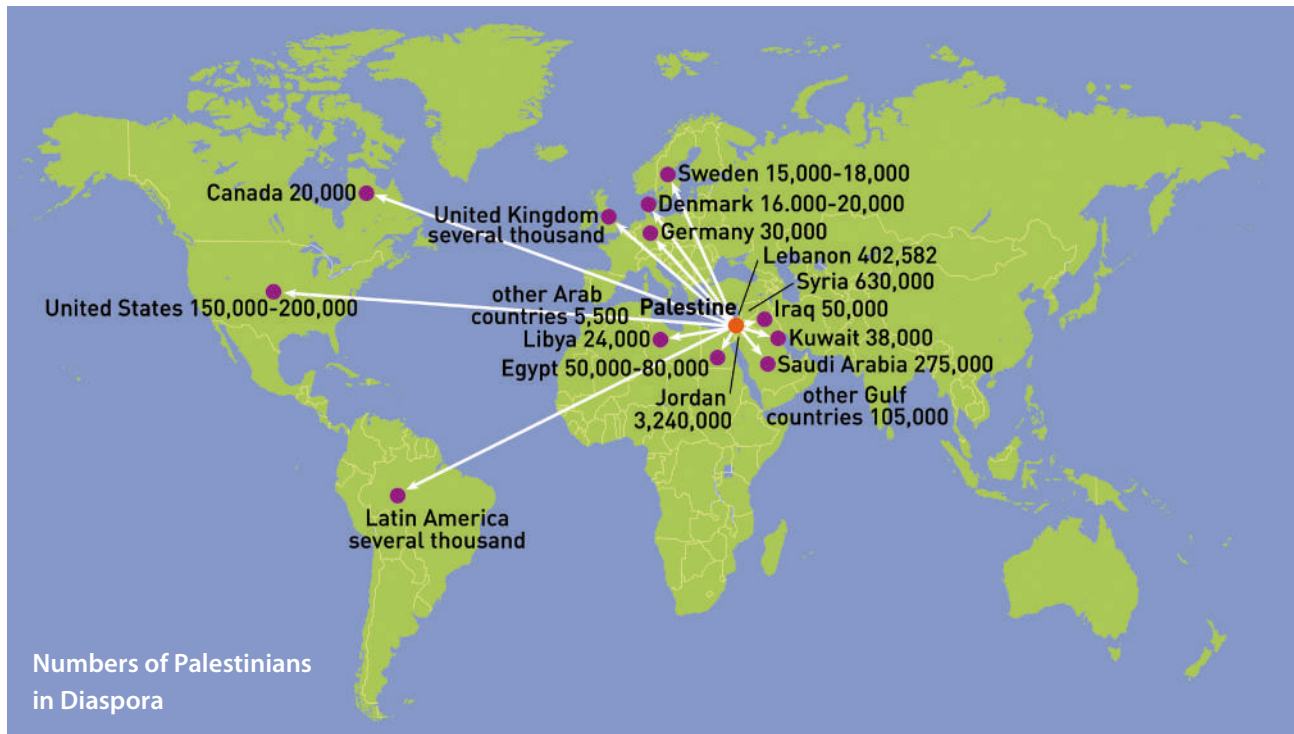 Sweden 15,000-18,000
Canada 20,000
Denmark 16.000-20,000
United Kingdom
several thousand
Germany 30,000
Lebanon 402,582
Syria 630,000
other Arab
countries 5,500
Palestine
Iraq 50,000
United States 150,000-200,000
Libya 24,000
Kuwait 38,000
Egypt 50,000-80,000
Saudi Arabia 275,000
Jordan
3,240,000
other Gulf
countries 105,000
Latin America
several thousand
Numbers of Palestinians
in Diaspora